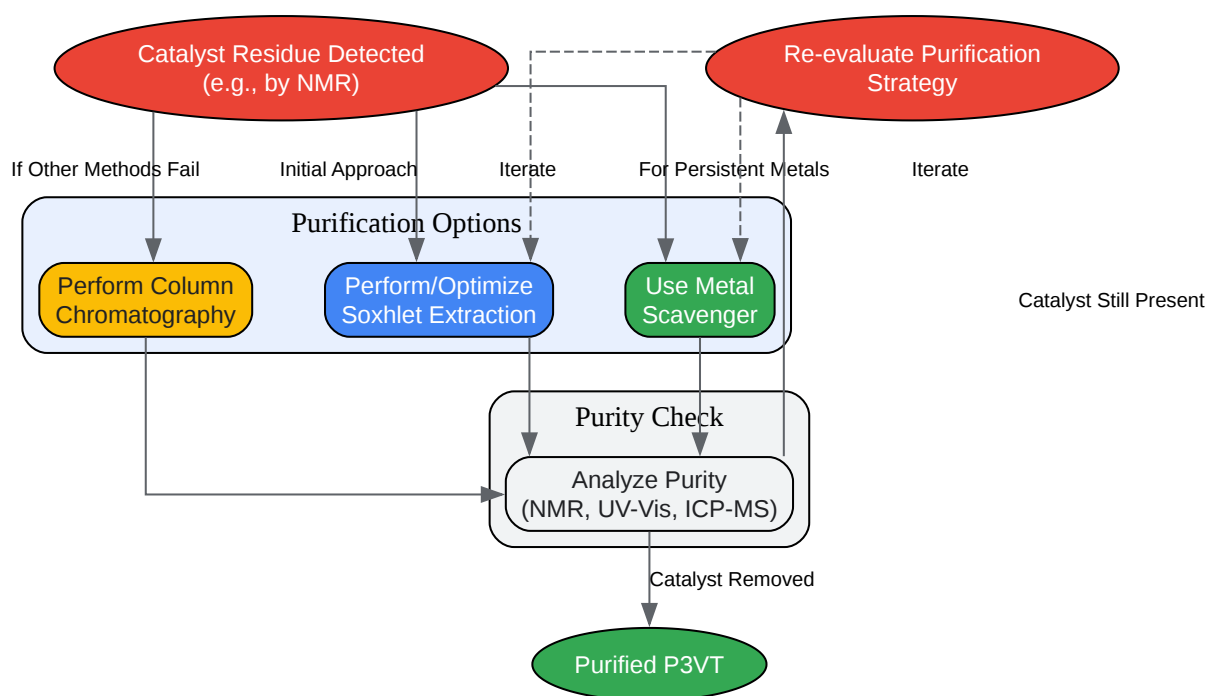 Catalyst Residue Detected
(e.g., by NMR)
Re-evaluate Purification
Strategy
If Other Methods Fail
Initial Approach
Iterate
For Persistent Metals
Iterate
Purification Options
Perform Column
Chromatography
Perform/Optimize
Soxhlet Extraction
Use Metal
Scavenger
Catalyst Still Present
Purity Check
Analyze Purity
(NMR, UV-Vis, ICP-MS)
Catalyst Removed
Purified P3VT